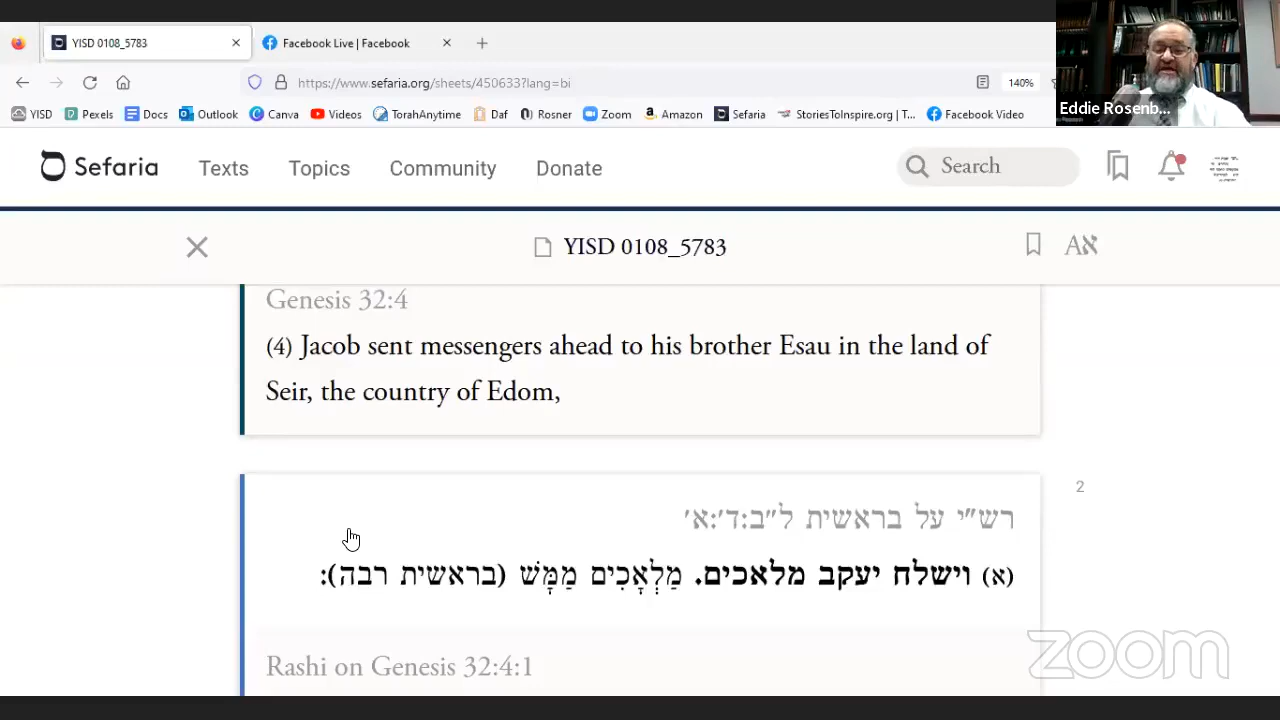 YISD 0108_5783
Facebook Live | Facebook
https://www.sefaria.org/sheets/450633?lang=bi
140%
YISD Pexels Docs Outlook Canva Videos TorahAnytime Daf Rosner Zoom Amazon Sefaria StoriesToInspire.org | T... Facebook Video
Eddie Rosenb...
Sefaria Texts Topics Community Donate Search
YISD 0108_5783
Aא
Genesis 32:4
(4) Jacob sent messengers ahead to his brother Esau in the land of
Seir, the country of Edom,
2
רש״י על בראשית ל״ב:ד׳:א׳
(א) וישלח יעקב מלאכים. מַלְאָכִים מַמָּשׁ (בראשית רבה):
Rashi on Genesis 32:4:1
zoom